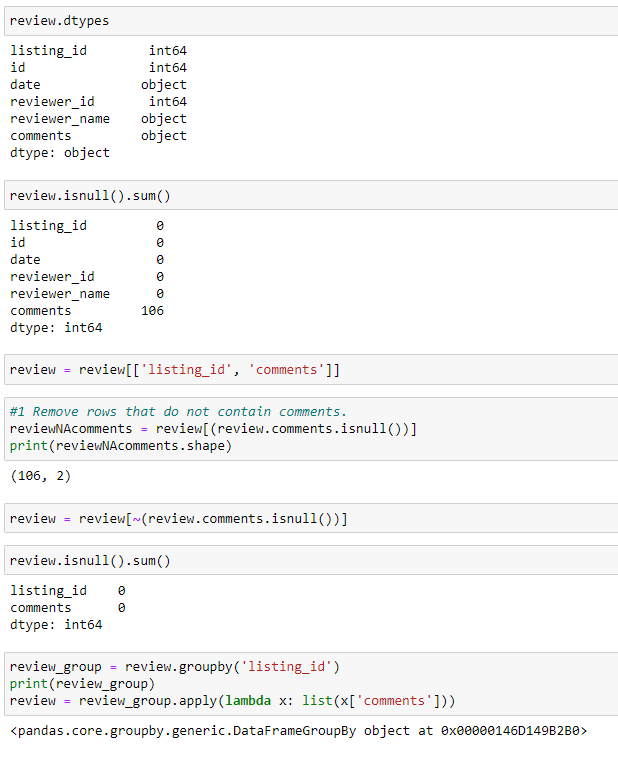 review.dtypes
listing_id        int64
id                int64
date             object
reviewer_id       int64
reviewer_name    object
comments         object
dtype: object
review.isnull().sum()
listing_id         0
id                 0
date               0
reviewer_id        0
reviewer_name      0
comments         106
dtype: int64
review = review[['listing_id', 'comments']]
#1 Remove rows that do not contain comments.
reviewNAcomments = review[(review.comments.isnull())]
print(reviewNAcomments.shape)
(106, 2)
review = review[~(review.comments.isnull())]
review.isnull().sum()
listing_id    0
comments      0
dtype: int64
review_group = review.groupby('listing_id')
print(review_group)
review = review_group.apply(lambda x: list(x['comments']))
<pandas.core.groupby.generic.DataFrameGroupBy object at 0x00000146D149B2B0>